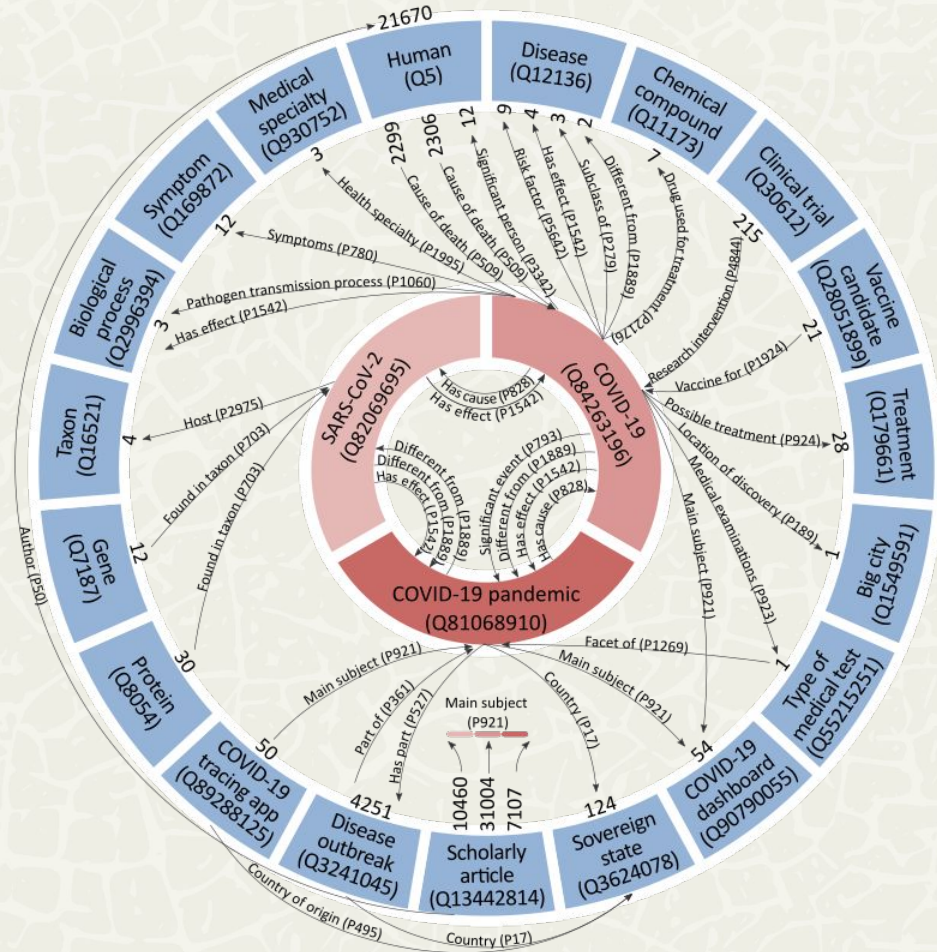 21670
Human
(Q5)
Disease
(Q12136)
Chemical
compound
(Q11173)
Clinical trial
(Q30612)
Vaccine
candidate
(Q28051899)
Treatment
(Q179661)
Big city
(Q1549591)
Type of
medical test
(Q55215251)
COVID-19
dashboard
(Q90790055)
Sovereign
state
(Q3624078)
Scholarly
article
(Q13442814)
Disease
outbreak
(Q3241045)
COVID-19
tracing app
(Q89288125)
Protein
(Q8054)
Gene
(Q7187)
Taxon
(Q16521)
Biological
process
(Q2996394)
Symptom
(Q169872)
Medical
specialty
(Q930752)
2299
2306
12
9
4
3
2
7
215
21
28
1
1
54
124
7107
31004
10460
4251
50
30
12
4
3
12
3
Cause of death (P509)
Cause of death (P509)
Significant person (P3342)
Risk factor (P5642)
Has effect (P1542)
Subclass of (P279)
Different from (P1889)
Drug used for treatment (P2176)
Research intervention (P4844)
Vaccine for (P1924)
Possible treatment (P924)
Location of discovery (P189)
Medical examinations (P923)
Main subject (P921)
Facet of (P1269)
Main subject (P921)
Country (P17)
Main subject
(P921)
Has part (P527)
Part of (P361)
Main subject (P921)
Found in taxon (P703)
Found in taxon (P703)
Host (P2975)
Has effect (P1542)
Pathogen transmission process (P1060)
Symptoms (P780)
Health specialty (P1995)
SARS-CoV-2
(Q82069695)
COVID-19
(Q84263196)
COVID-19 pandemic
(Q81068910)
Has cause (P828)
Has effect (P1542)
Different from (P1889)
Different from (P1889)
Has effect (P1542)
Significant event (P793)
Different from (P1889)
Has effect (P1542)
Has cause (P828)
Author (P50)
Country of origin (P495)
Country (P17)